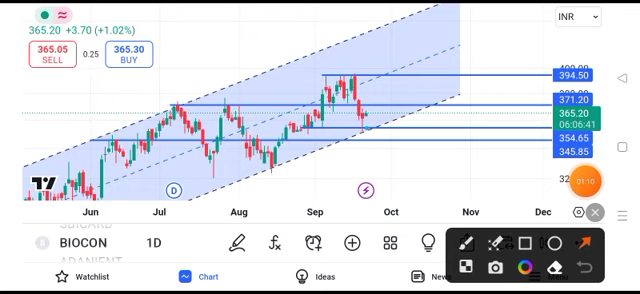 INR
365.20 +3.70 (+1.02%)
365.05
SELL
0.25
365.30
BUY
394.50
371.20
365.20
06:06:41
354.65
345.85
01:10
D
Jun Jul Aug Sep Oct Nov Dec
BIOCON 1D
Watchlist
Chart
Ideas
News